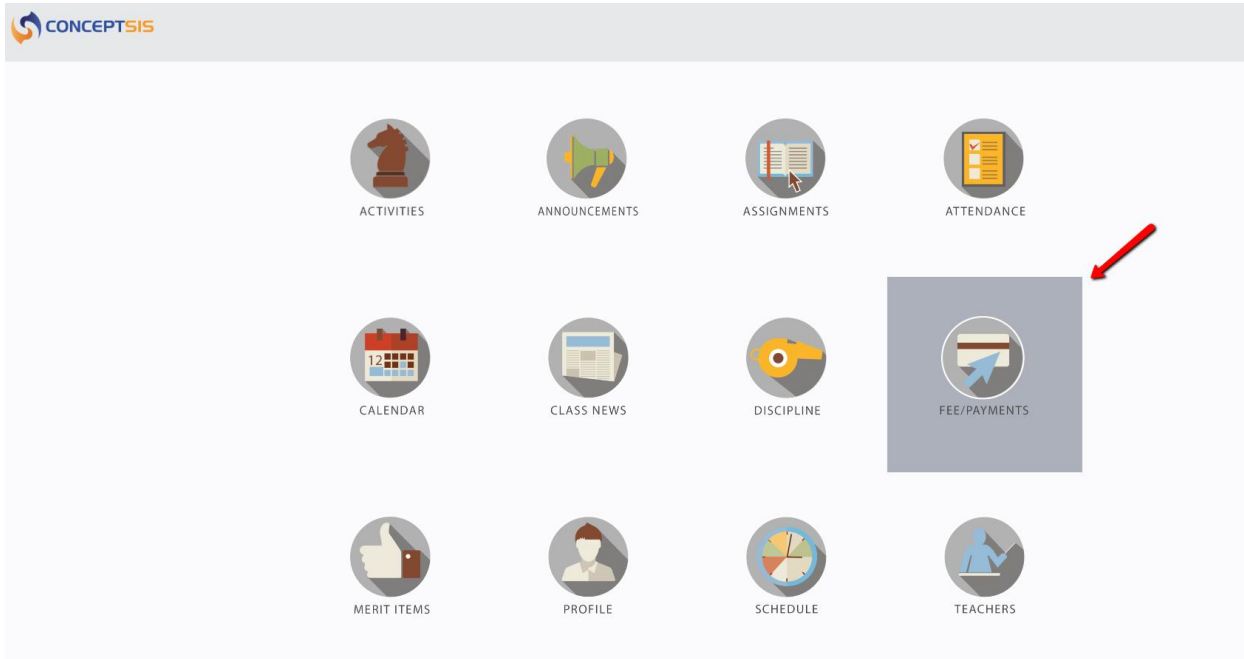 CONCEPTSIS
ACTIVITIES ANNOUNCEMENTS ASSIGNMENTS ATTENDANCE
12
CALENDAR CLASS NEWS DISCIPLINE FEE/PAYMENTS
MERIT ITEMS PROFILE SCHEDULE TEACHERS